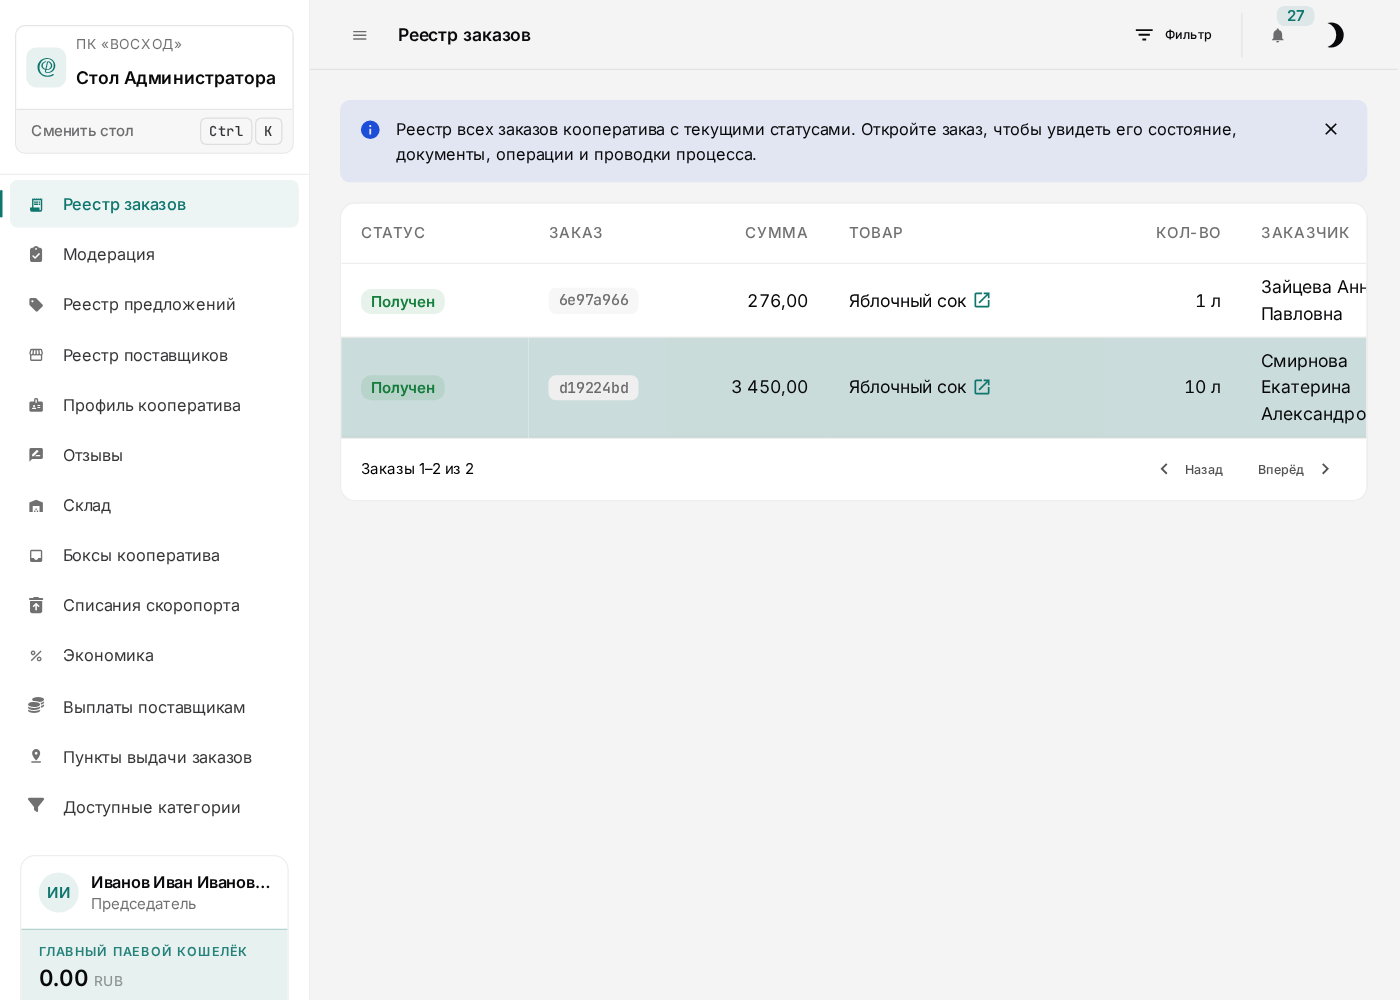 ПК «ВОСХОД»
Стол Администратора
Сменить стол
Ctrl K
Реестр заказов
Модерация
Реестр предложений
Реестр поставщиков
Профиль кооператива
Отзывы
Склад
Боксы кооператива
Списания скоропорта
Экономика
Выплаты поставщикам
Пункты выдачи заказов
Доступные категории
ИИ
Иванов Иван Иванов...
Председатель
ГЛАВНЫЙ ПАЕВОЙ КОШЕЛЁК
0.00 RUB
Реестр заказов
Фильтр
27
Реестр всех заказов кооператива с текущими статусами. Откройте заказ, чтобы увидеть его состояние,
документы, операции и проводки процесса.
СТАТУС ЗАКАЗ СУММА ТОВАР КОЛ-ВО ЗАКАЗЧИК
Получен 6e97a966 276,00 Яблочный сок 1 л Зайцева Анн
Павловна
Получен d19224bd 3 450,00 Яблочный сок 10 л Смирнова
Екатерина
Александро
Заказы 1–2 из 2
Назад Вперёд